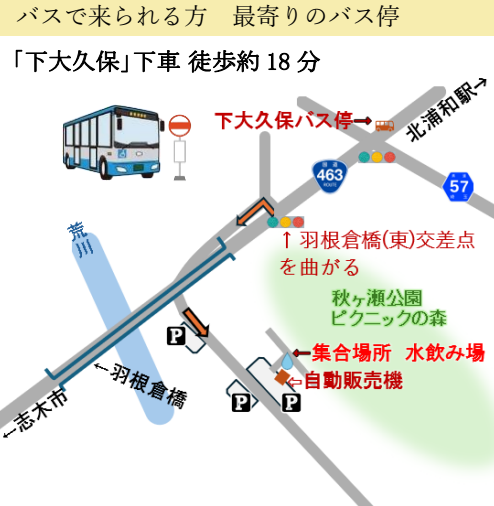 バスで来られる方　最寄りのバス停
「下大久保」下車 徒歩約 18 分
下大久保バス停→
北浦和駅→
国道
463
ROUTE
57
↑羽根倉橋(東)交差点
を曲がる
荒川
秋ヶ瀬公園
ピクニックの森
P
←集合場所　水飲み場
⇦自動販売機
←羽根倉橋
P
P
←志木市